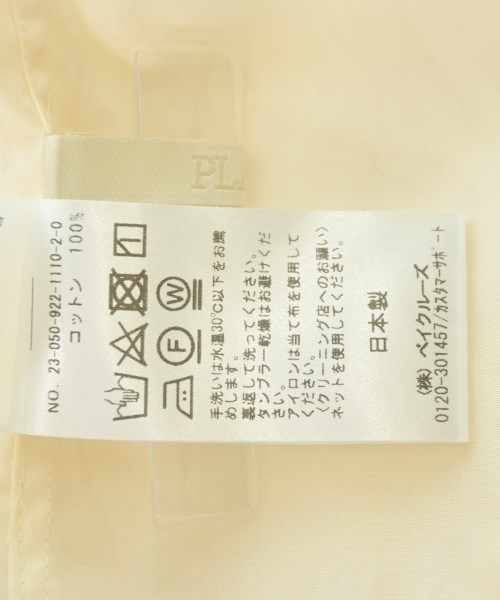 PLA
NO. 23-050-922-1110-2-0
コットン 100%
W
F
手洗いは水温30℃以下をお薦
めします。
裏返して洗ってください。
タンブラー乾燥はお避けくだ
さい。
アイロンは当て布を使用して
ください。
〈クリーニング店へのお願い〉
ネットを使用してください。
日本製
(株) ベイクルーズ
0120-301457/カスタマーサポート